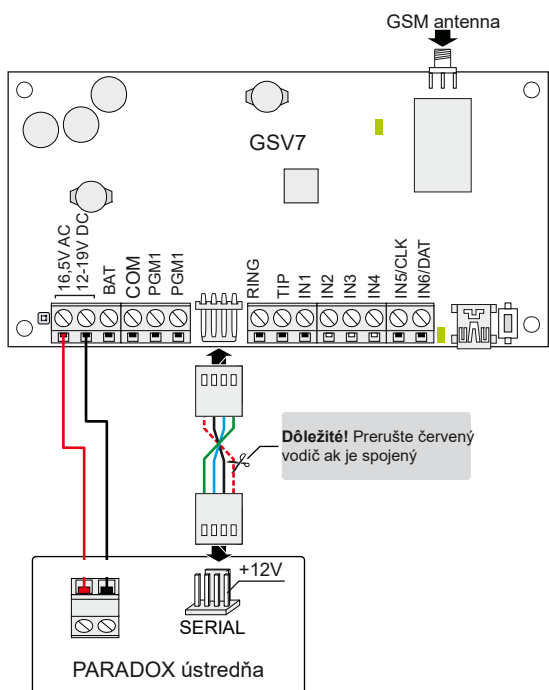 GSM antenna
GSV7
16,5V AC
12-19V DC
BAT
COM
PGM1
PGM1
RING
TIP
IN1
IN2
IN3
IN4
IN5/CLK
IN6/DAT
Dôležité! Prerušte červený
vodič ak je spojený
+12V
SERIAL
PARADOX ústredňa